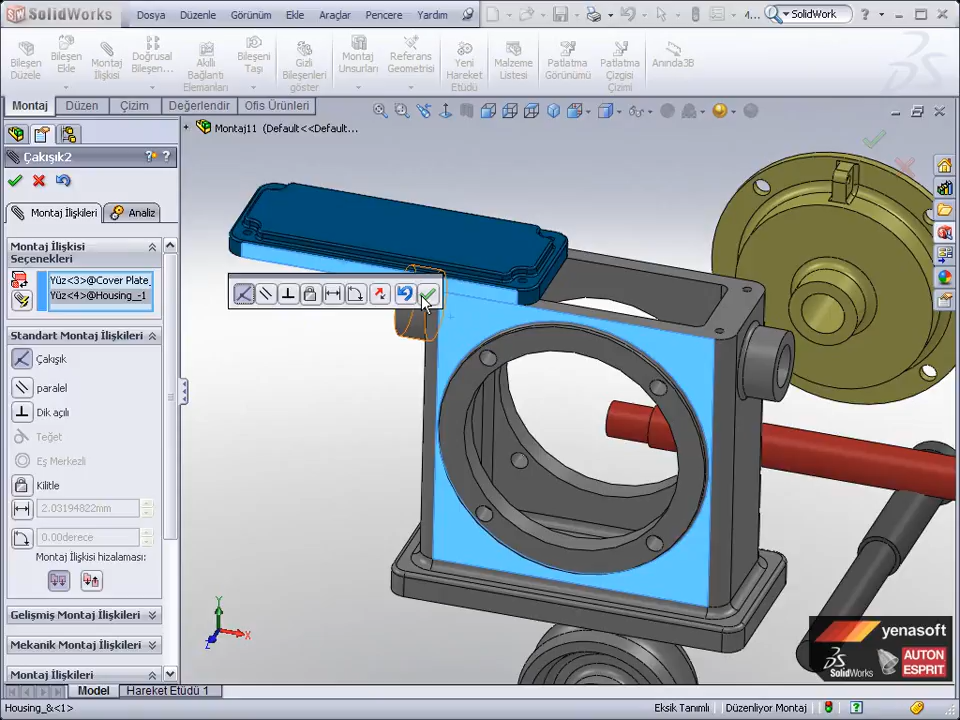 SolidWorks
Dosya Düzenle Görünüm Ekle Araçlar Pencere Yardım
4... SolidWork
Bileşen Düzele
Bileşen Ekle
Montaj İlişkisi
Doğrusal Bileşen...
Akıllı Bağlantı Elemanları
Bileşeni Taşı
Gizli Bileşenleri göster
Montaj Unsurları
Referans Geometrisi
Yeni Hareket Etüdü
Malzeme Listesi
Patlatma Görünümü
Patlatma Çizgisi Çizimi
Anında3B
Montaj Düzen Çizim Değerlendir Ofis Ürünleri
Montaj11 (Default<<Default...
Çakışık2
Montaj İlişkileri Analiz
Montaj İlişkisi
Seçenekleri
Yüz<3>@Cover Plate_
Yüz<4>@Housing_-1
Standart Montaj İlişkileri
Çakışık
paralel
Dik açılı
Teğet
Eş Merkezli
Kilitle
2.03194822mm
0.00derece
Montaj İlişkisi hizalaması:
Gelişmiş Montaj İlişkileri
Mekanik Montaj İlişkileri
Montaj İlişkileri
Y
X
Z
yenasoft
SolidWorks
AUTON
ESPRIT
Model Hareket Etüdü 1
Housing_&<1>
Eksik Tanımlı Düzenliyor Montaj